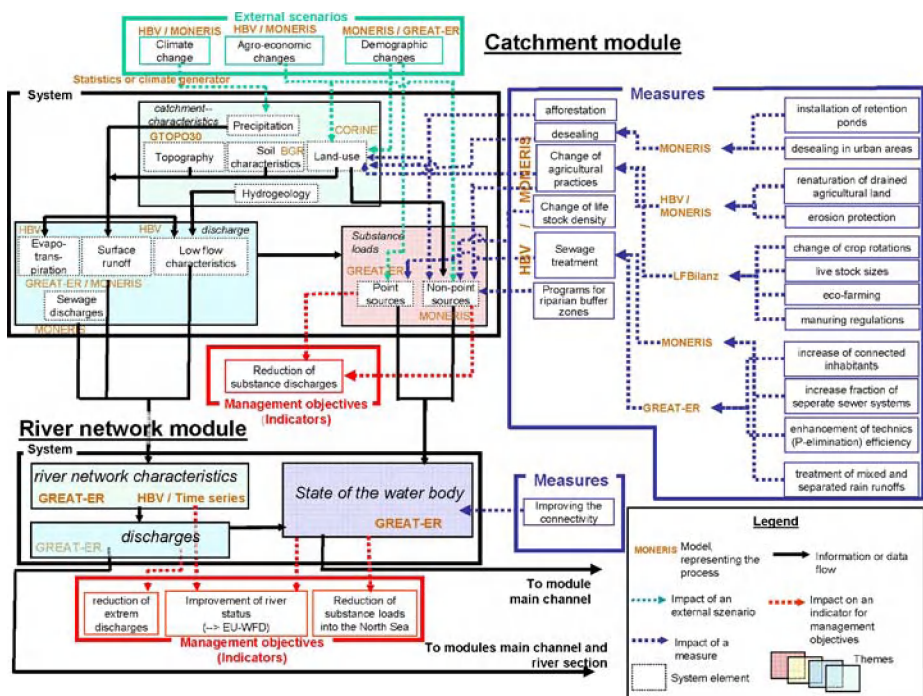 External scenarios
HBV / MONERIS
HBV / MONERIS
MONERIS / GREAT-ER
Climate
change
Agro-economic
changes
Demographic
changes
Catchment module
Statistics or climate generator
System
catchment--
characteristics
Precipitation
GTOPO30
CORINE
Topography
Soil
characteristics
BGR
Land-use
Hydrogeology
HBV
HBV
discharge
Evapo-
trans-
piration
Surface
runoff
Low flow
characteristics
GREAT-ER / MONERIS
Sewage
discharges
MONERIS
Substance
loads
GREAT-ER
Point
sources
Non-point
sources
MONERIS
HBV / MONERIS
Measures
afforestation
desealing
Change of
agricultural
practices
Change of life
stock density
Sewage
treatment
Programs for
riparian buffer
zones
MONERIS
HBV /
MONERIS
LFBilanz
MONERIS
GREAT-ER
installation of retention
ponds
desealing in urban areas
renaturation of drained
agricultural land
erosion protection
change of crop rotations
live stock sizes
eco-farming
manuring regulations
increase of connected
inhabitants
increase fraction of
seperate sewer systems
enhancement of technics
(P-elimination) efficiency
treatment of mixed and
separated rain runoffs
Reduction of
substance discharges
Management objectives
(Indicators)
River network module
System
river network characteristics
GREAT-ER
HBV / Time series
discharges
GREAT-ER
State of the water body
GREAT-ER
Measures
Improving the
connectivity
reduction of
extrem
discharges
Improvement of river
status
(--> EU-WFD)
Reduction of
substance loads
into the North Sea
Management objectives
(Indicators)
To module
main channel
To modules main channel and
river section
Legend
MONERIS
Model,
representing the
process
Information or data
flow
Impact of an
external szenario
Impact on an
indicator for
management
objectives
Impact of a
measure
System element
Themes